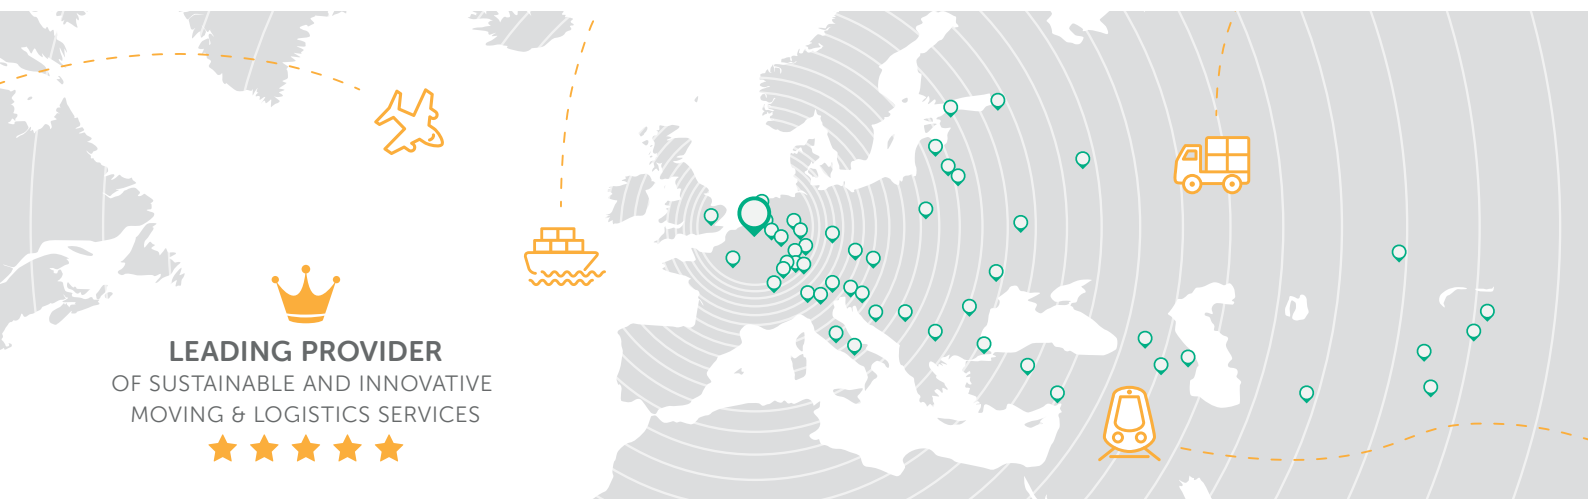 LEADING PROVIDER
OF SUSTAINABLE AND INNOVATIVE
MOVING & LOGISTICS SERVICES